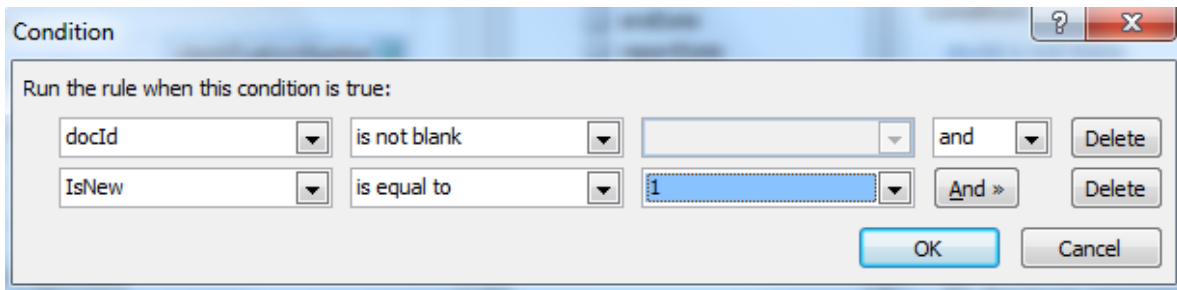 Condition
?
X
Run the rule when this condition is true:
docId is not blank and Delete
IsNew is equal to 1 And » Delete
OK Cancel